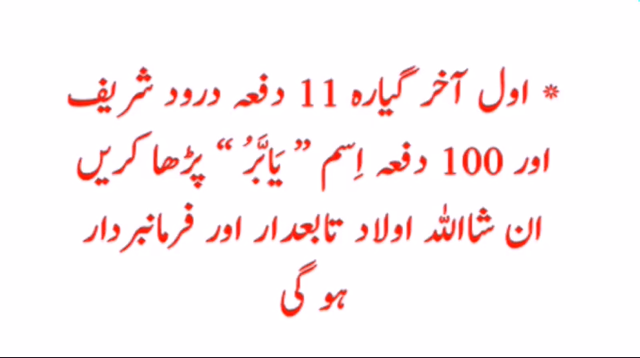 * اول آخر گیارہ 11 دفعہ درود شریف
اور 100 دفعہ اِسم ” یَابَّرُ “ پڑھا کریں
ان شااللہ اولاد تابعدار اور فرمانبردار
ہو گی